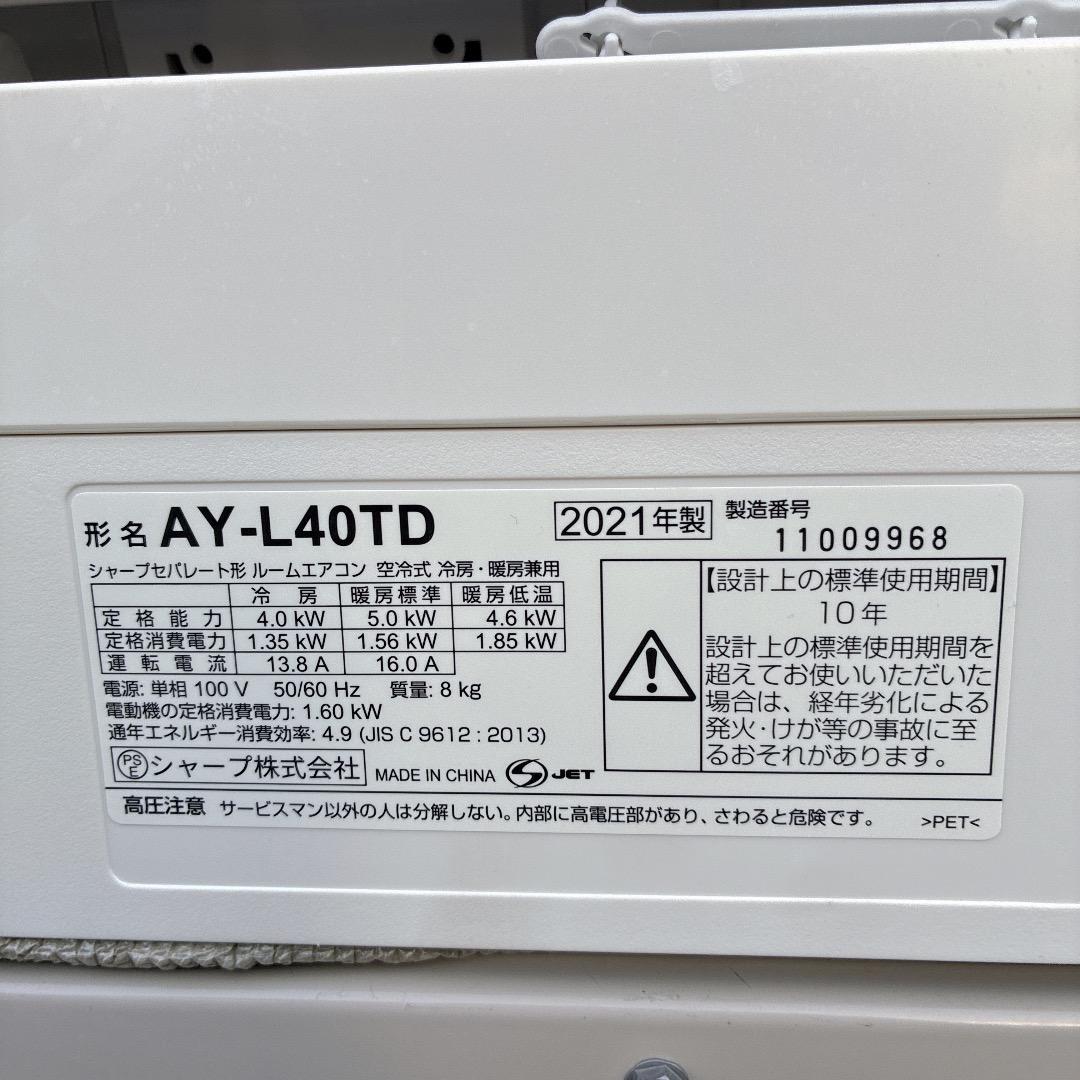 形名 AY-L40TD 2021年製 製造番号 11009968
シャープセパレート形 ルームエアコン 空冷式 冷房・暖房兼用
冷房 暖房標準 暖房低温
定格能力 4.0 kW 5.0 kW 4.6 kW
定格消費電力 1.35 kW 1.56 kW 1.85 kW
運転電流 13.8 A 16.0 A
電源: 単相 100 V 50/60 Hz 質量: 8 kg
電動機の定格消費電力: 1.60 kW
通年エネルギー消費効率: 4.9 (JIS C 9612 : 2013)
PSE シャープ株式会社 MADE IN CHINA JET
【設計上の標準使用期間】
10年
設計上の標準使用期間を
超えてお使いいただいた
場合は、経年劣化による
発火・けが等の事故に至
るおそれがあります。
高圧注意 サービスマン以外の人は分解しない。内部に高電圧部があり、さわると危険です。 >PET<